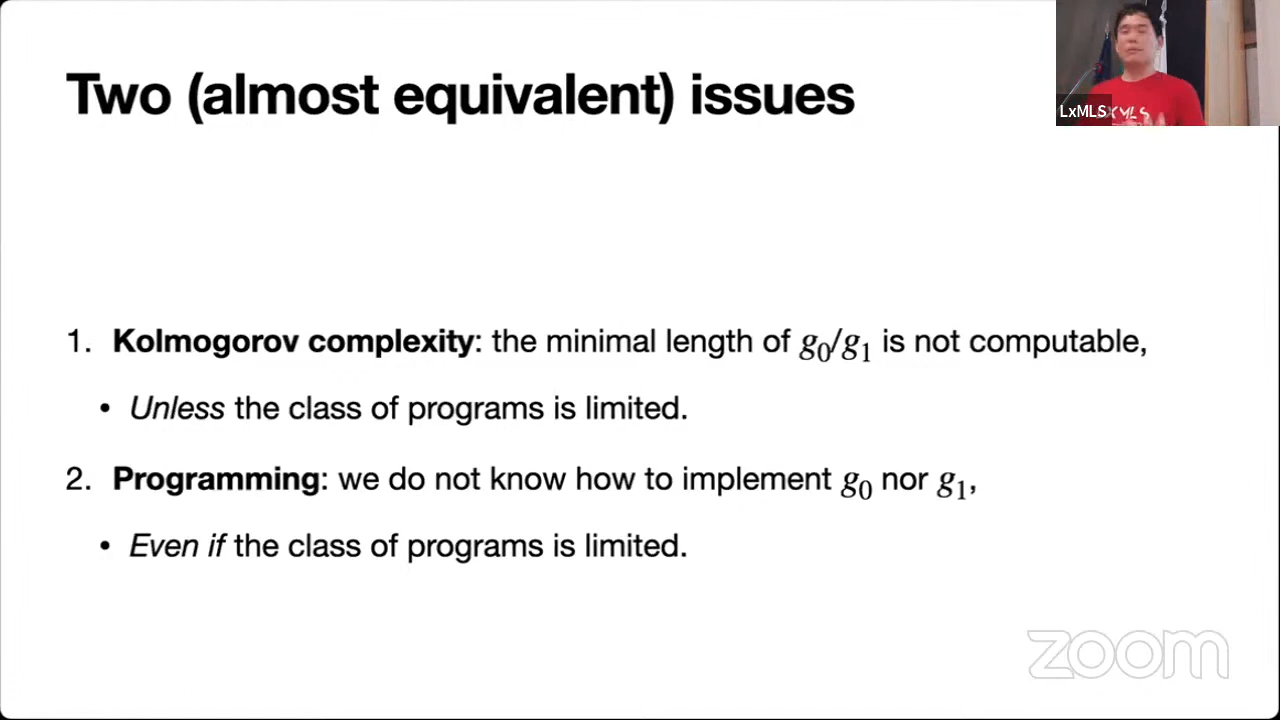 Two (almost equivalent) issues
LxMLS
LXMLS
1. Kolmogorov complexity: the minimal length of g₀/g₁ is not computable,
• Unless the class of programs is limited.
2. Programming: we do not know how to implement g₀ nor g₁,
• Even if the class of programs is limited.
zoom